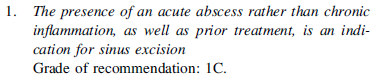 1. The presence of an acute abscess rather than chronic
inflammation, as well as prior treatment, is an indi-
cation for sinus excision
Grade of recommendation: 1C.